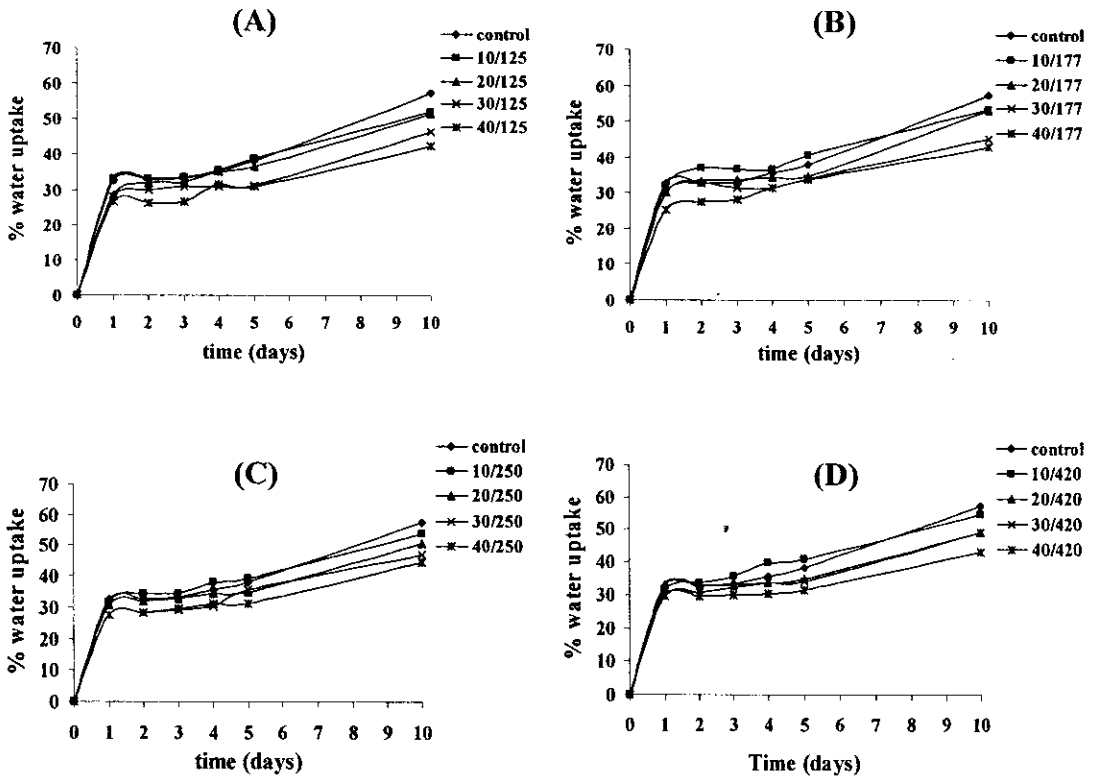 (A)
% water uptake
70
60
50
40
30
20
10
0
0 1 2 3 4 5 6 7 8 9 10
time (days)
control
10/125
20/125
30/125
40/125
(B)
% water uptake
70
60
50
40
30
20
10
0
0 1 2 3 4 5 6 7 8 9 10
time (days)
control
10/177
20/177
30/177
40/177
(C)
% water uptake
70
60
50
40
30
20
10
0
0 1 2 3 4 5 6 7 8 9 10
time (days)
control
10/250
20/250
30/250
40/250
(D)
% water uptake
70
60
50
40
30
20
10
0
0 1 2 3 4 5 6 7 8 9 10
Time (days)
control
10/420
20/420
30/420
40/420